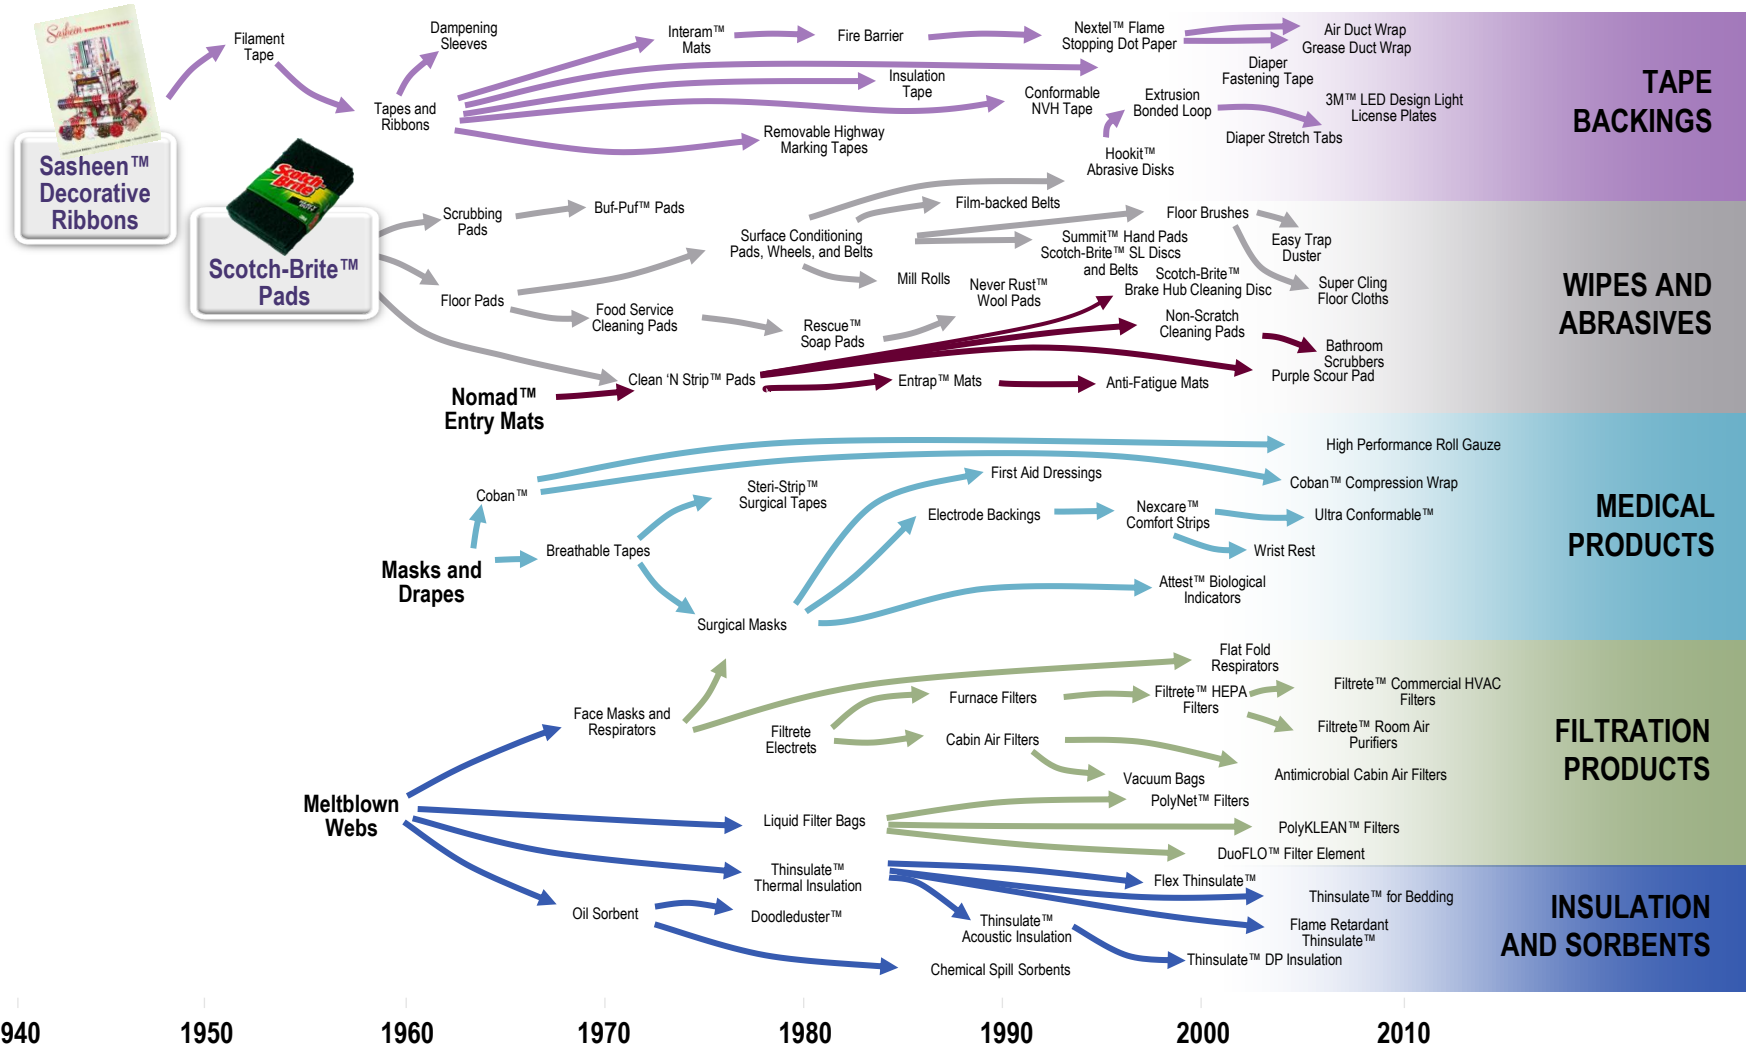 Sasheen RIBBONS 'N WRAPS
Sasheen™
Decorative
Ribbons
Scotch-Brite
Scotch-Brite™
Pads
Filament
Tape
Dampening
Sleeves
Tapes and
Ribbons
Interam™
Mats
Fire Barrier
Nextel™ Flame
Stopping Dot Paper
Air Duct Wrap
Grease Duct Wrap
Diaper
Fastening Tape
Insulation
Tape
Conformable
NVH Tape
Extrusion
Bonded Loop
3M™ LED Design Light
License Plates
Diaper Stretch Tabs
Removable Highway
Marking Tapes
Hookit™
Abrasive Disks
TAPE
BACKINGS
Scrubbing
Pads
Buf-Puf™ Pads
Film-backed Belts
Floor Brushes
Surface Conditioning
Pads, Wheels, and Belts
Summit™ Hand Pads
Scotch-Brite™ SL Discs
and Belts
Easy Trap
Duster
Mill Rolls
Never Rust™
Wool Pads
Scotch-Brite™
Brake Hub Cleaning Disc
Super Cling
Floor Cloths
Floor Pads
Food Service
Cleaning Pads
Rescue™
Soap Pads
Non-Scratch
Cleaning Pads
Bathroom
Scrubbers
Purple Scour Pad
Clean ‘N Strip™ Pads
Entrap™ Mats
Anti-Fatigue Mats
Nomad™
Entry Mats
WIPES AND
ABRASIVES
High Performance Roll Gauze
First Aid Dressings
Coban™ Compression Wrap
Coban™
Steri-Strip™
Surgical Tapes
Electrode Backings
Nexcare™
Comfort Strips
Ultra Conformable™
Breathable Tapes
Wrist Rest
Masks and
Drapes
Attest™ Biological
Indicators
Surgical Masks
MEDICAL
PRODUCTS
Flat Fold
Respirators
Face Masks and
Respirators
Filtrete
Electrets
Furnace Filters
Filtrete™ HEPA
Filters
Filtrete™ Commercial HVAC
Filters
Filtrete™ Room Air
Purifiers
Cabin Air Filters
Vacuum Bags
Antimicrobial Cabin Air Filters
PolyNet™ Filters
Meltblown
Webs
Liquid Filter Bags
PolyKLEAN™ Filters
DuoFLO™ Filter Element
FILTRATION
PRODUCTS
Thinsulate™
Thermal Insulation
Flex Thinsulate™
Thinsulate™ for Bedding
Oil Sorbent
Doodleduster™
Thinsulate™
Acoustic Insulation
Flame Retardant
Thinsulate™
Thinsulate™ DP Insulation
Chemical Spill Sorbents
INSULATION
AND SORBENTS
940 1950 1960 1970 1980 1990 2000 2010